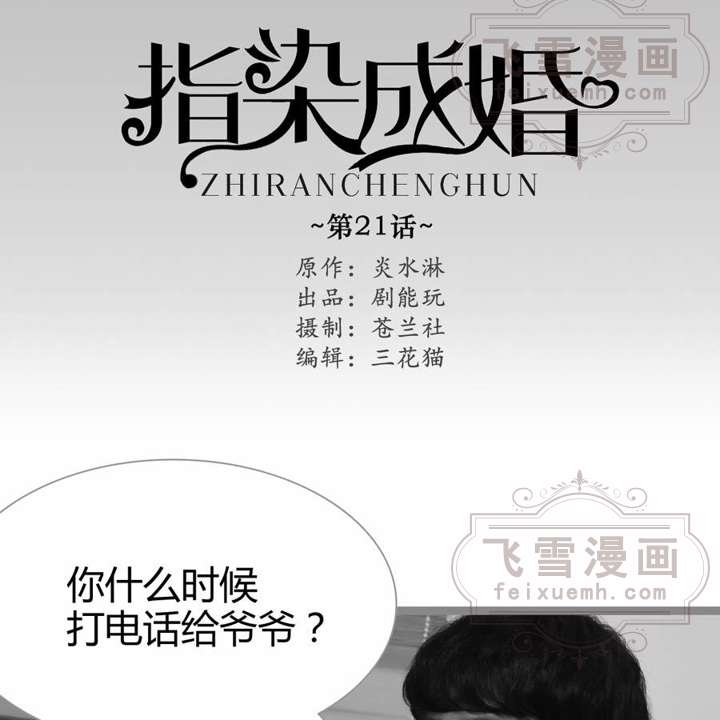 飞雪漫画
feixuemh.com
指染成婚
ZHIRANCHENGHUN
~第21话~
原作：炎水淋
出品：剧能玩
摄制：苍兰社
编辑：三花猫
飞雪漫画
feixuemh.com
你什么时候
打电话给爷爷？